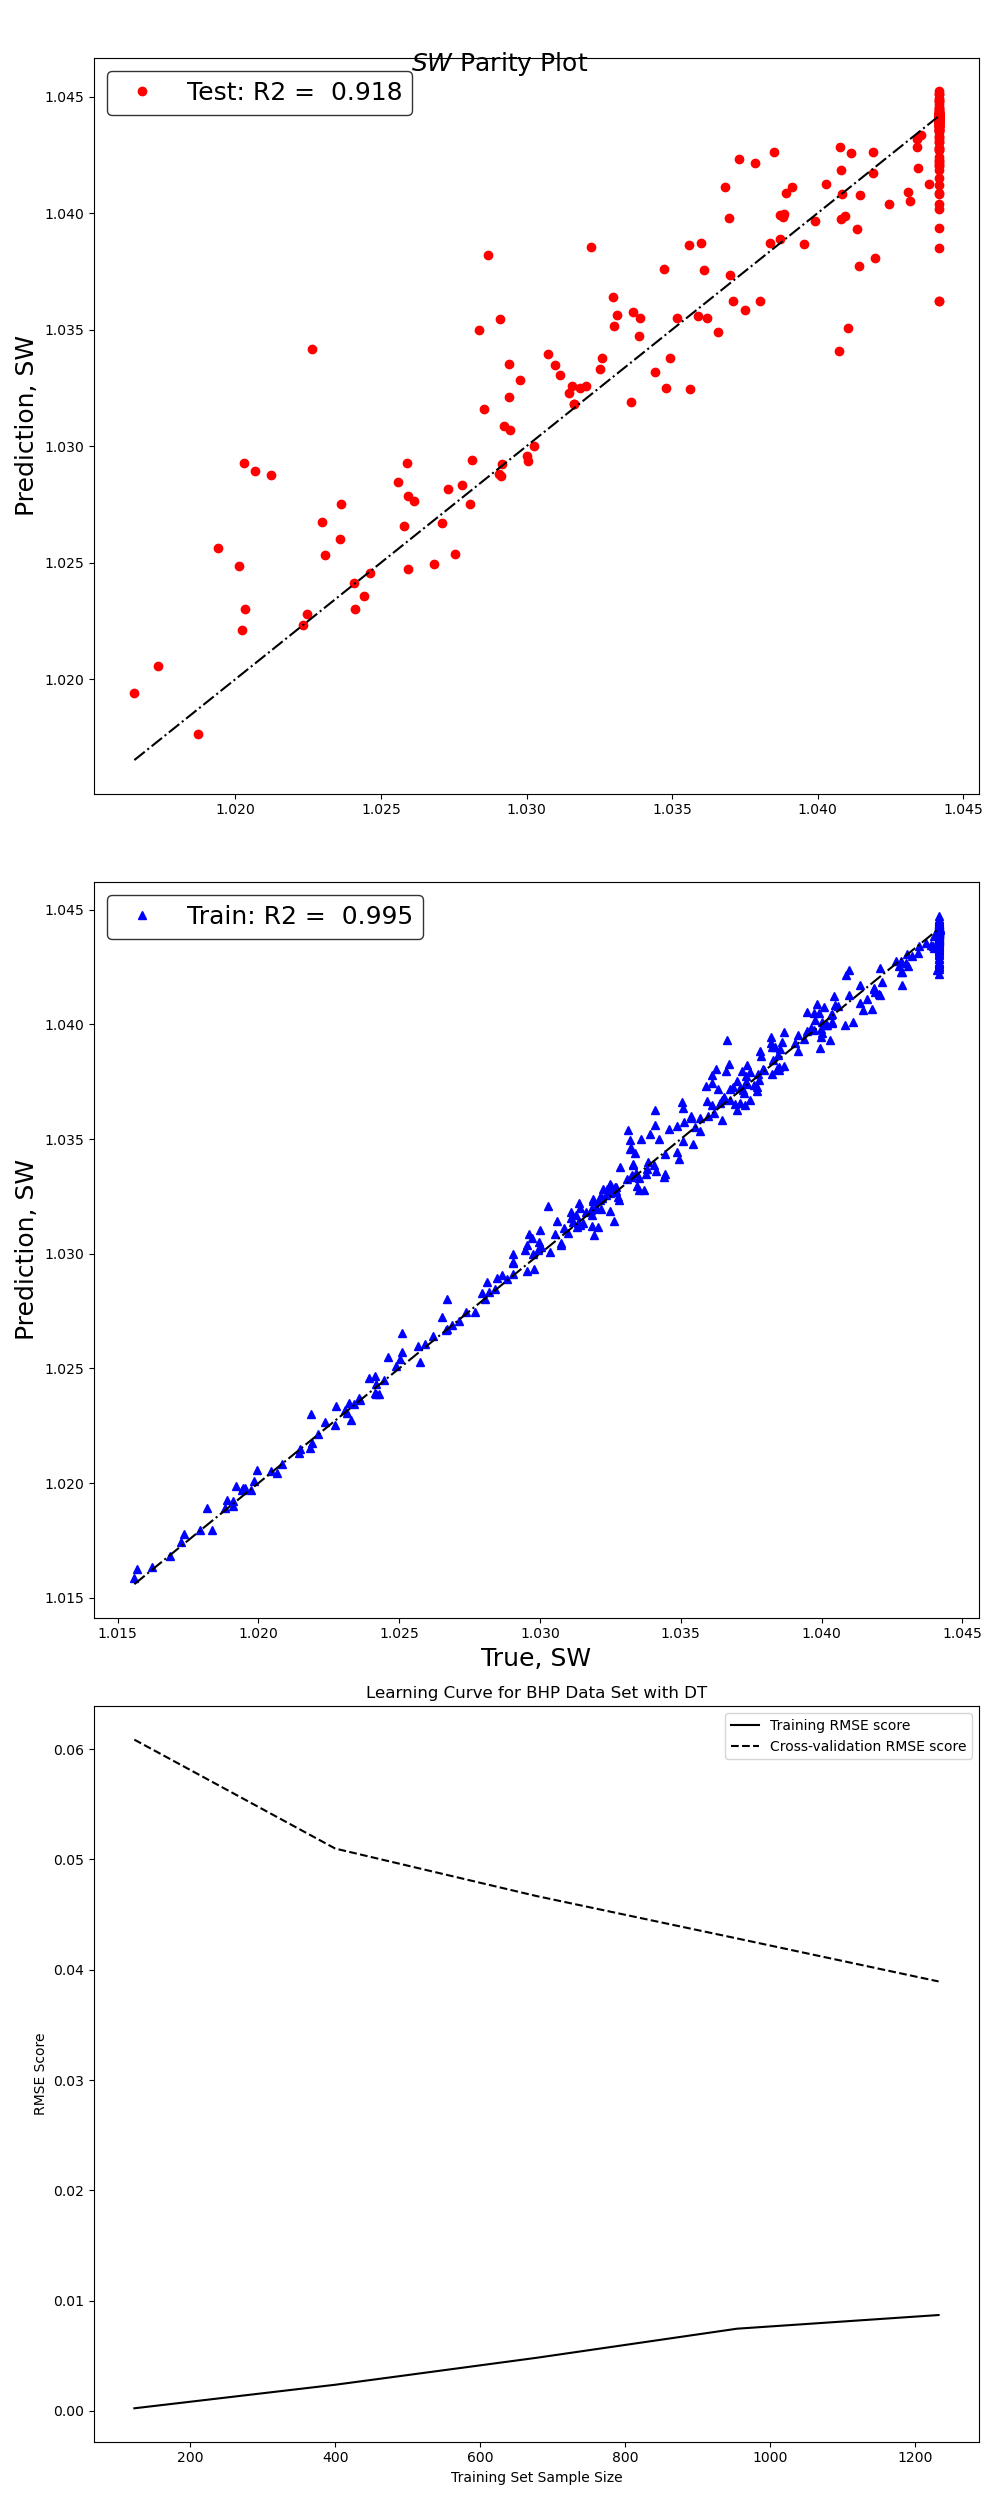 SW Parity Plot
Test: R2 =  0.918
Prediction, SW
1.045
1.040
1.035
1.030
1.025
1.020
1.020 1.025 1.030 1.035 1.040 1.045
Train: R2 =  0.995
Prediction, SW
1.045
1.040
1.035
1.030
1.025
1.020
1.015
1.015 1.020 1.025 1.030 1.035 1.040 1.045
True, SW
Learning Curve for BHP Data Set with DT
Training RMSE score
Cross-validation RMSE score
RMSE Score
0.06
0.05
0.04
0.03
0.02
0.01
0.00
200 400 600 800 1000 1200
Training Set Sample Size